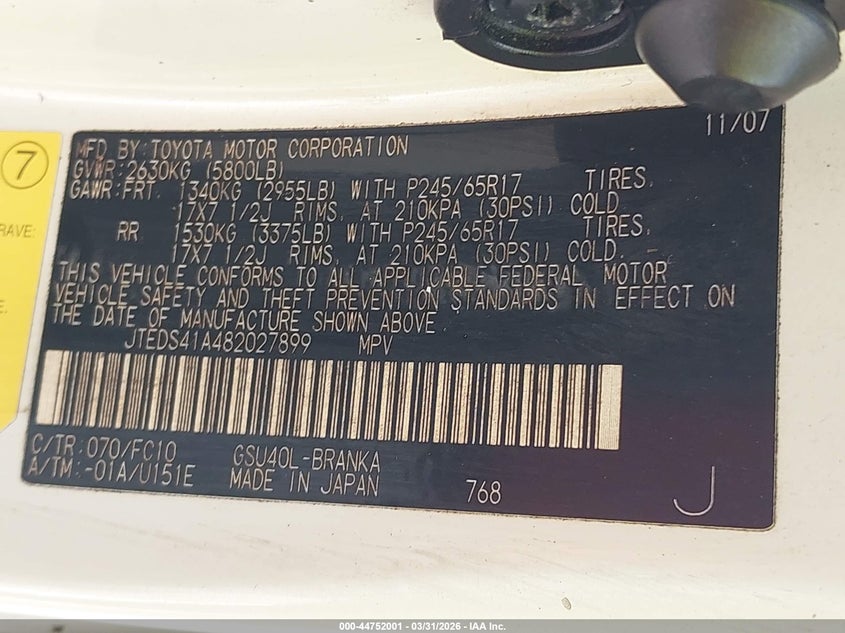 11/07
MFD BY:TOYOTA MOTOR CORPORATION
GVWR:2630KG (5800LB)
GAWR:FRT. 1340KG (2955LB) WITH P245/65R17 TIRES,
17X7 1/2J RIMS, AT 210KPA (30PSI) COLD
RR 1530KG (3375LB) WITH P245/65R17 TIRES,
17X7 1/2J RIMS, AT 210KPA (30PSI) COLD.
THIS VEHICLE CONFORMS TO ALL APPLICABLE FEDERAL MOTOR
VEHICLE SAFETY AND THEFT PREVENTION STANDARDS IN EFFECT ON
THE DATE OF MANUFACTURE SHOWN ABOVE.
JTEDS41A482027899 MPV
C/TR:070/FC10 GSU40L-BRANKA
A/TM:-01A/U151E MADE IN JAPAN 768 J
7
RAVE:
E.
000-44752001 — 03/31/2026 — IAA Inc.